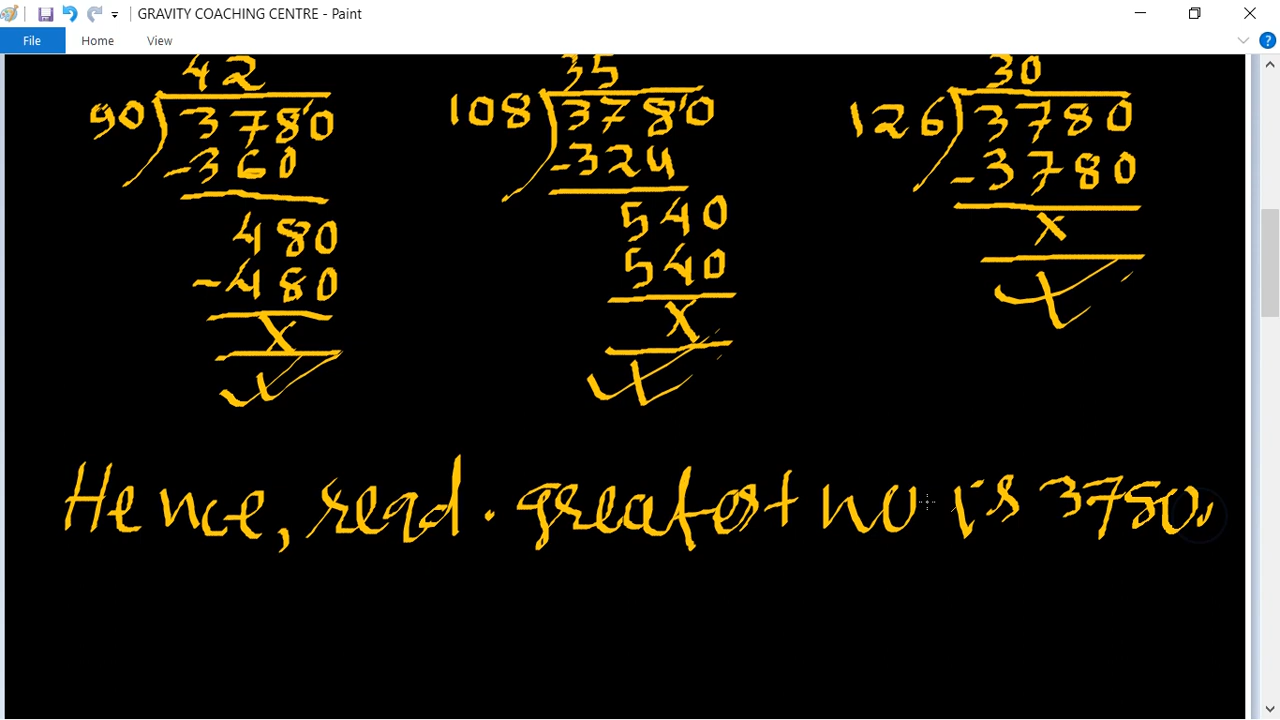 GRAVITY COACHING CENTRE - Paint
File Home View
42
90)3780
-360
480
-480
x
35
108)3780
-324
540
540
x
30
126)3780
-3780
x
Hence, reqd. greatest no is 3780.